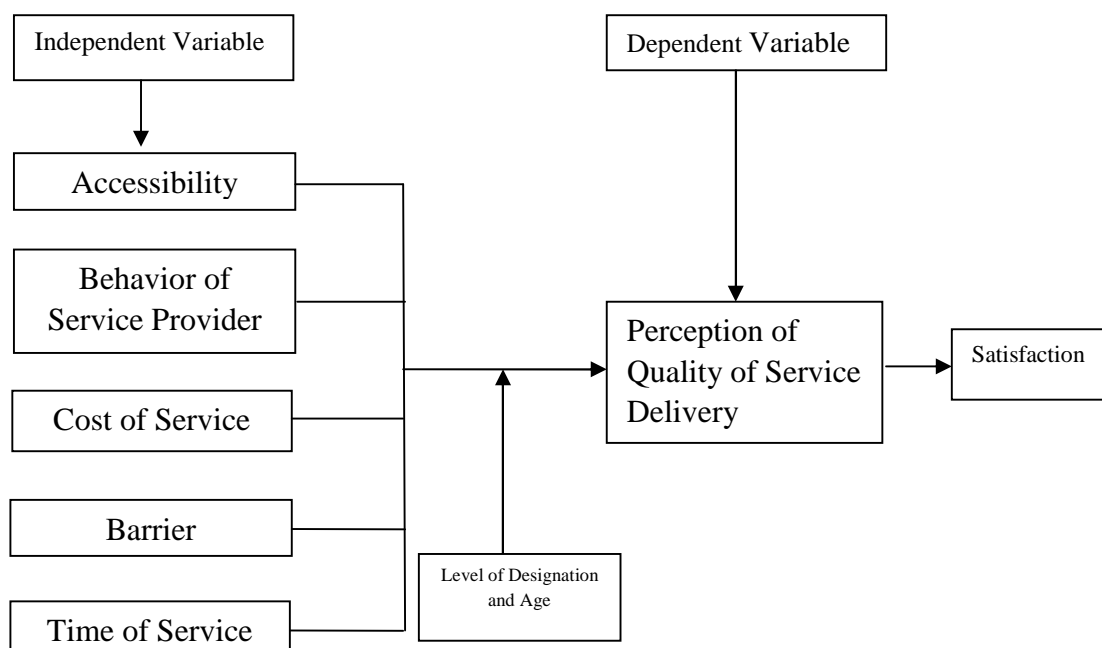 Independent Variable
Dependent Variable
Accessibility
Behavior of
Service Provider
Cost of Service
Barrier
Time of Service
Level of Designation
and Age
Perception of
Quality of Service
Delivery
Satisfaction